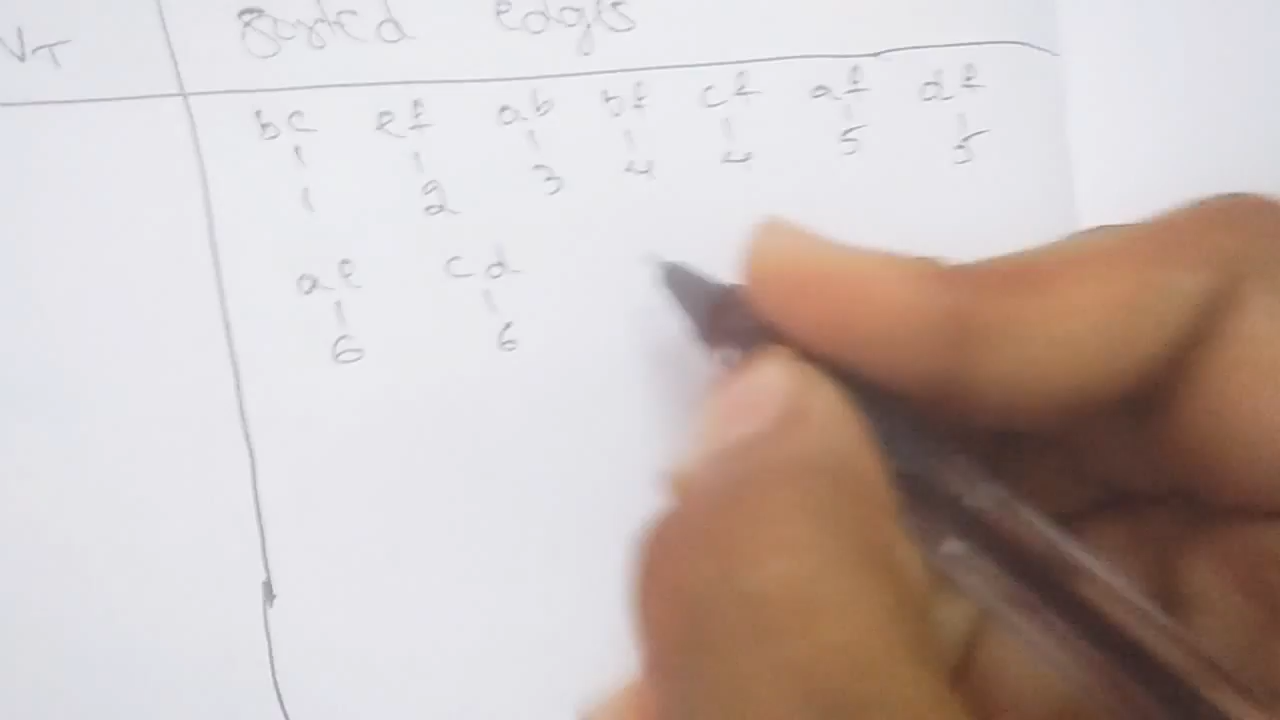 VT Sorted edges
bc ef ab bf cf af df
1 2 3 4 4 5 5
ae cd
6 6